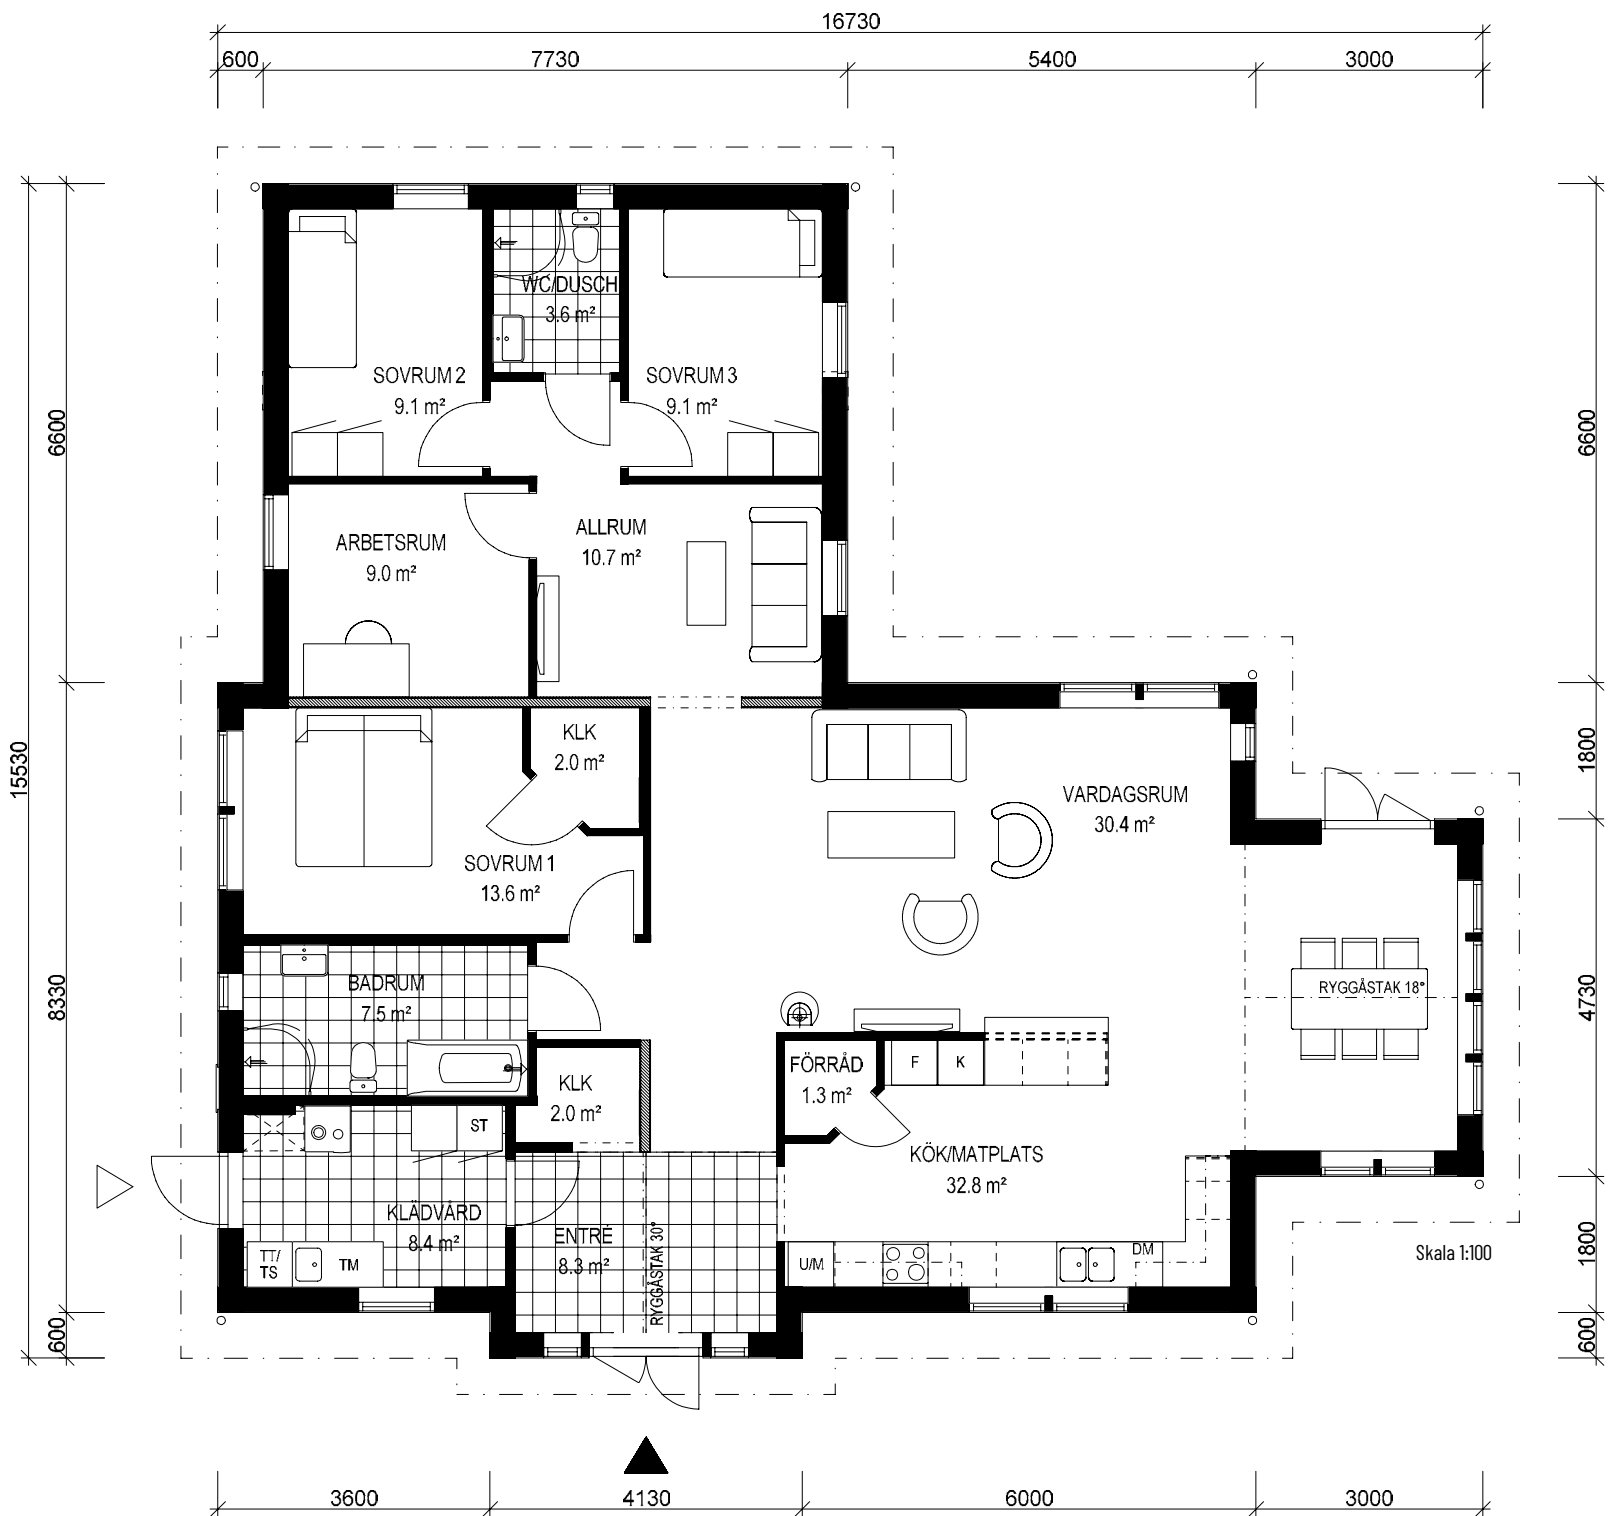 16730
600 7730 5400 3000
WC/DUSCH
3.6 m²
SOVRUM 2
9.1 m²
SOVRUM 3
9.1 m²
6600
6600
ARBETSRUM
9.0 m²
ALLRUM
10.7 m²
KLK
2.0 m²
15530
1800
VARDAGSRUM
30.4 m²
SOVRUM 1
13.6 m²
BADRUM
7.5 m²
RYGGÅSTAK 18°
8330
4730
FÖRRÅD
1.3 m²
F K
KLK
2.0 m²
ST
KÖK/MATPLATS
32.8 m²
KLÄDVÅRD
8.4 m²
ENTRÉ
8.3 m²
RYGGÅSTAK 30°
TT/
TS
TM
U/M
DM
Skala 1:100
1800
600
600
3600 4130 6000 3000